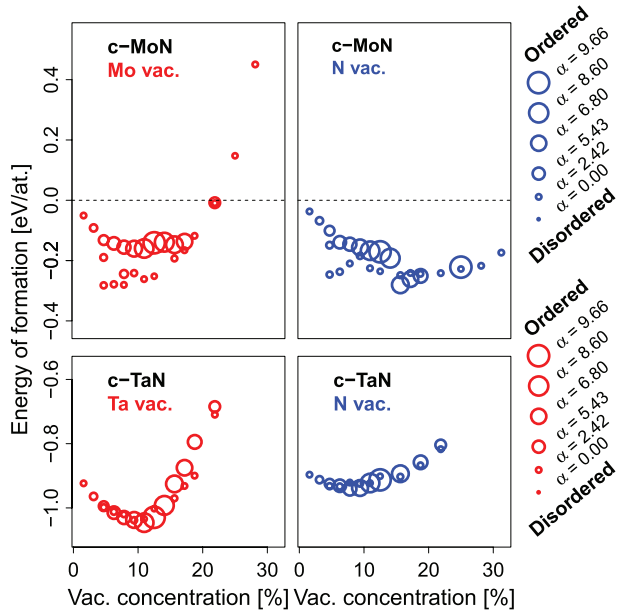 c−MoN
Mo vac.
c−MoN
N vac.
c−TaN
Ta vac.
c−TaN
N vac.
Energy of formation [eV/at.]
0.4
0.2
0.0
−0.2
−0.4
−0.6
−0.8
−1.0
0 10 20 30
0 10 20 30
Vac. concentration [%]
Vac. concentration [%]
Ordered
α = 9.66
α = 8.60
α = 6.80
α = 5.43
α = 2.42
α = 0.00
Disordered
Ordered
α = 9.66
α = 8.60
α = 6.80
α = 5.43
α = 2.42
α = 0.00
Disordered